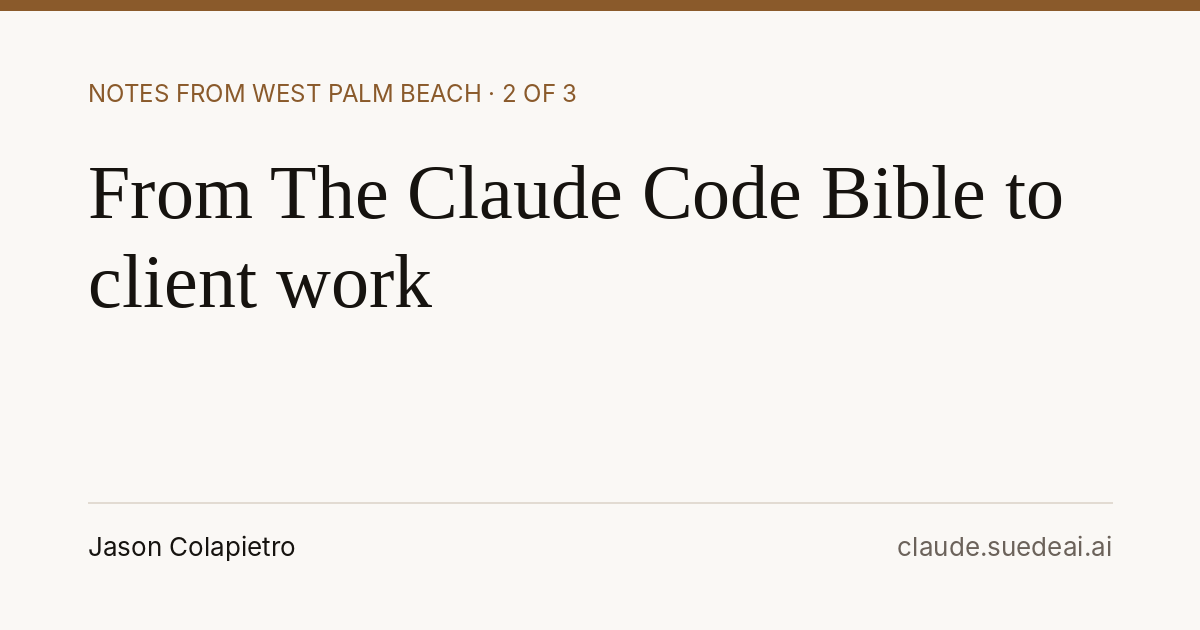 NOTES FROM WEST PALM BEACH · 2 OF 3
From The Claude Code Bible to
client work
Jason Colapietro
claude.suedeai.ai